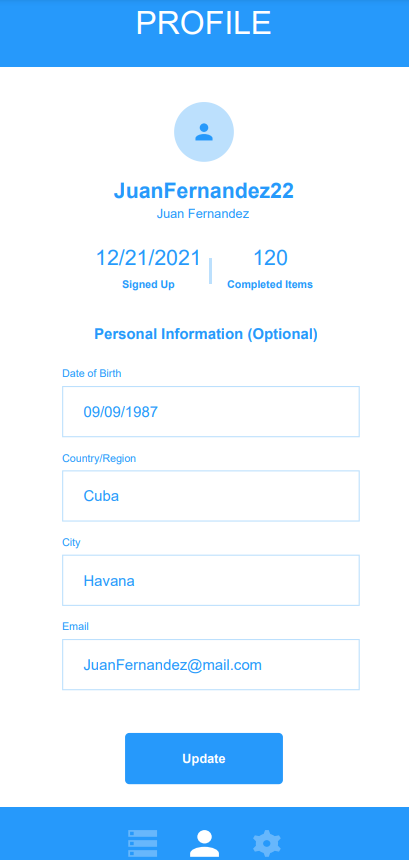 PROFILE
JuanFernandez22
Juan Fernandez
12/21/2021 120
Signed Up Completed Items
Personal Information (Optional)
Date of Birth
09/09/1987
Country/Region
Cuba
City
Havana
Email
JuanFernandez@mail.com
Update